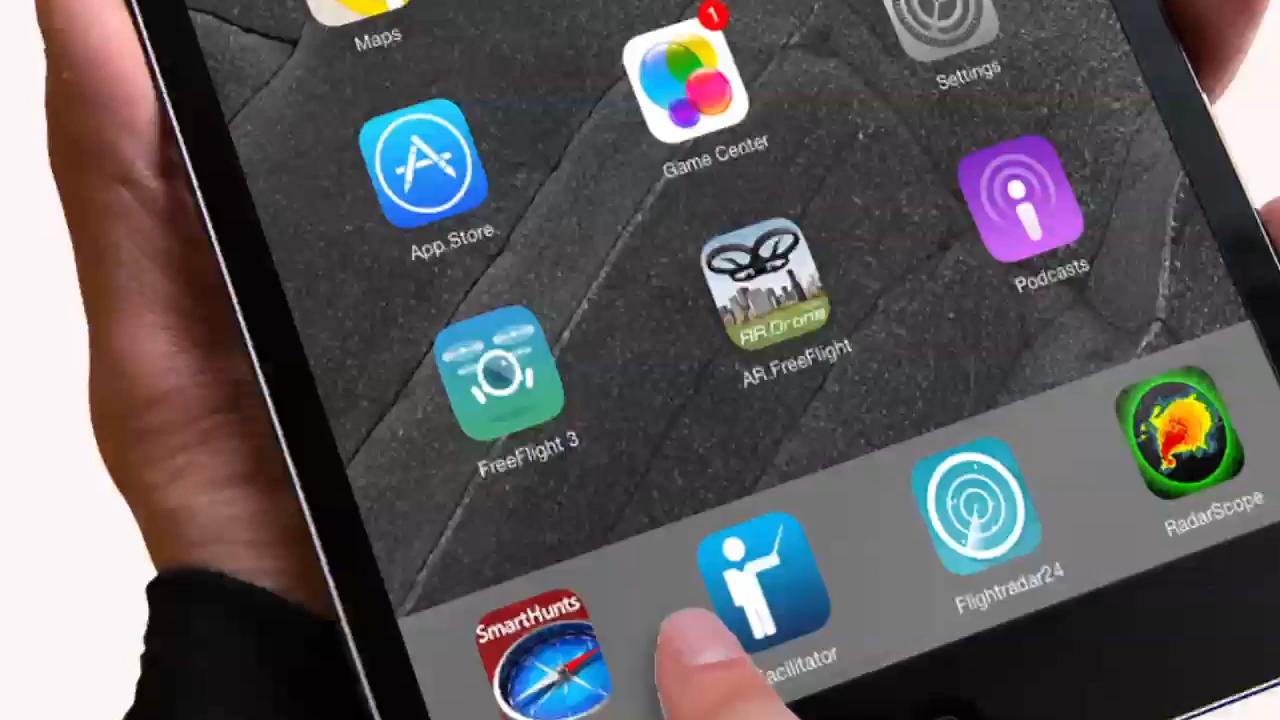 Maps
1
Game Center
Settings
App Store
Podcasts
AR.Drone
AR.FreeFlight
FreeFlight 3
RadarScope
Flightradar24
acilitator
SmartHunts